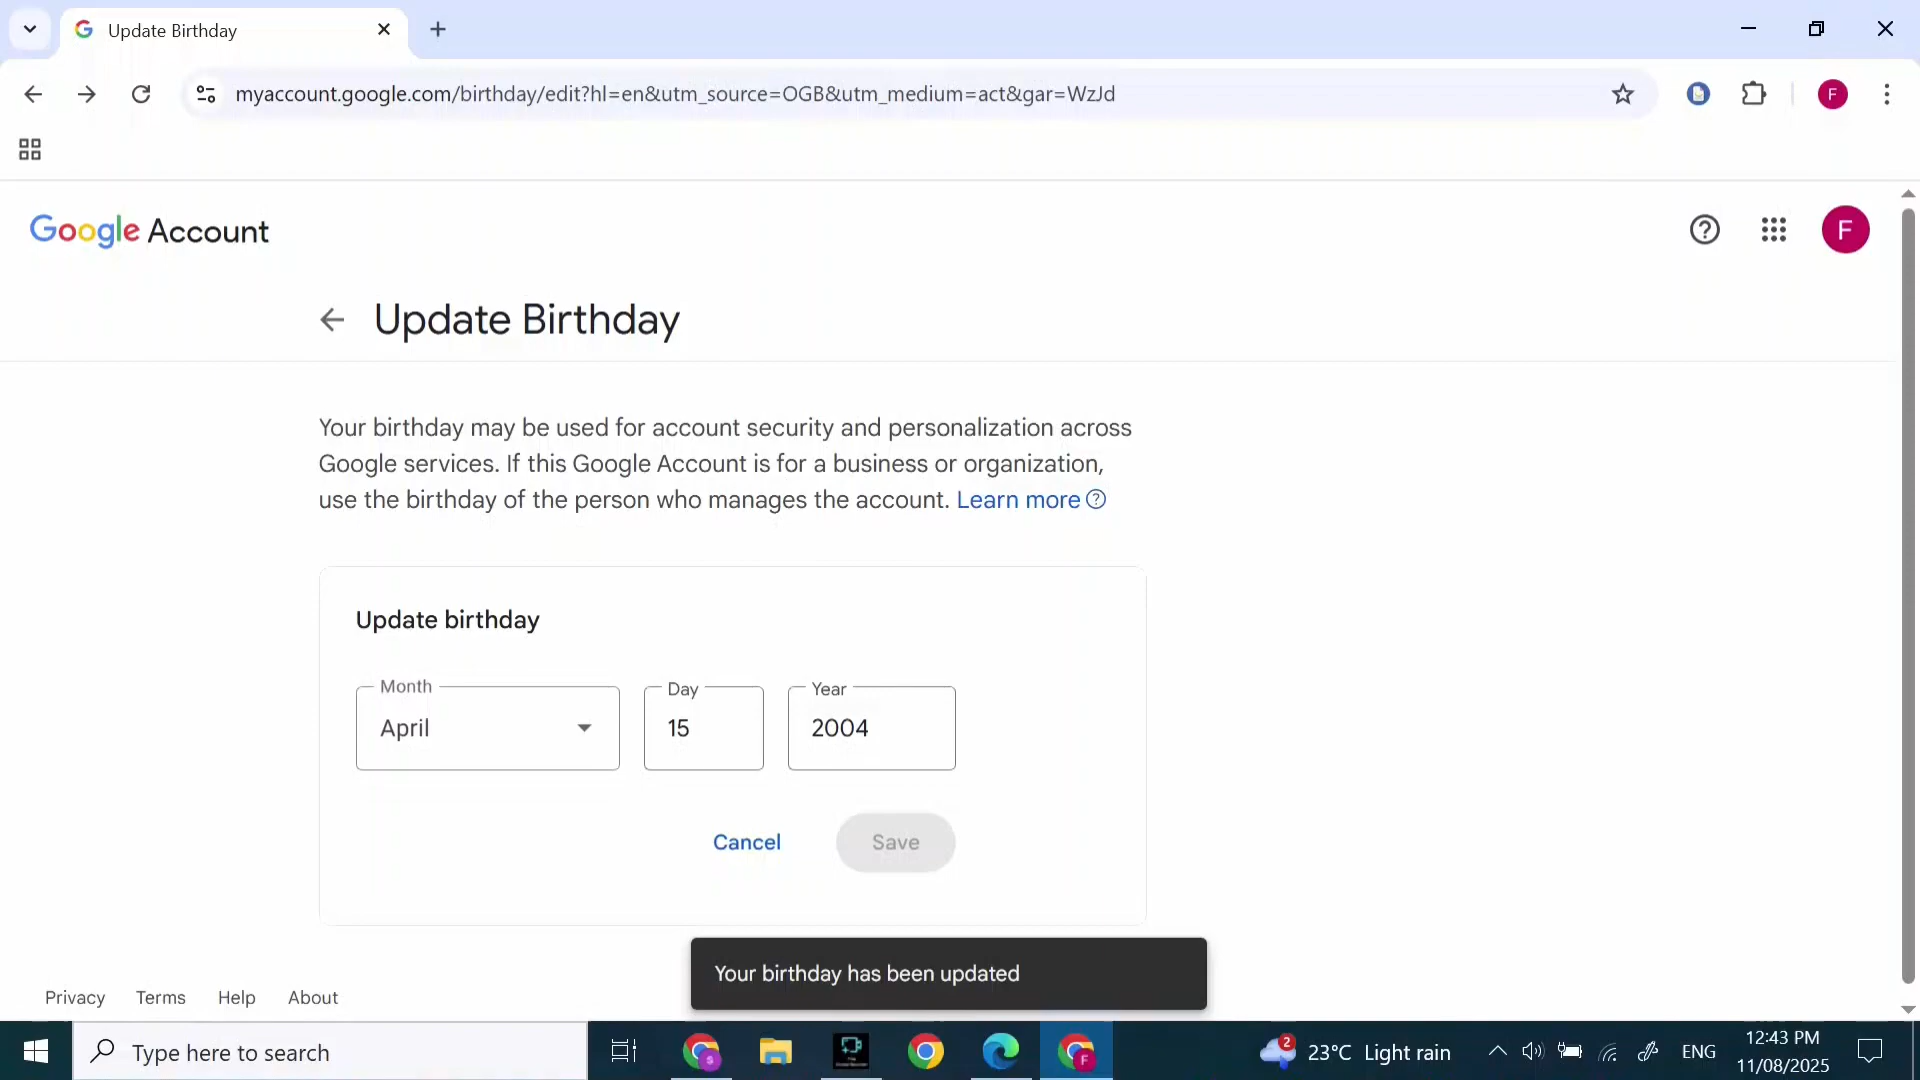 Update Birthday
myaccount.google.com/birthday/edit?hl=en&utm_source=OGB&utm_medium=act&gar=WzJd
F
Google Account
F
Update Birthday
Your birthday may be used for account security and personalization across
Google services. If this Google Account is for a business or organization,
use the birthday of the person who manages the account. Learn more
Update birthday
Month
Day
Year
April
15
2004
Cancel
Save
Your birthday has been updated
Privacy
Terms
Help
About
Type here to search
2
23°C Light rain
ENG
12:43 PM
11/08/2025